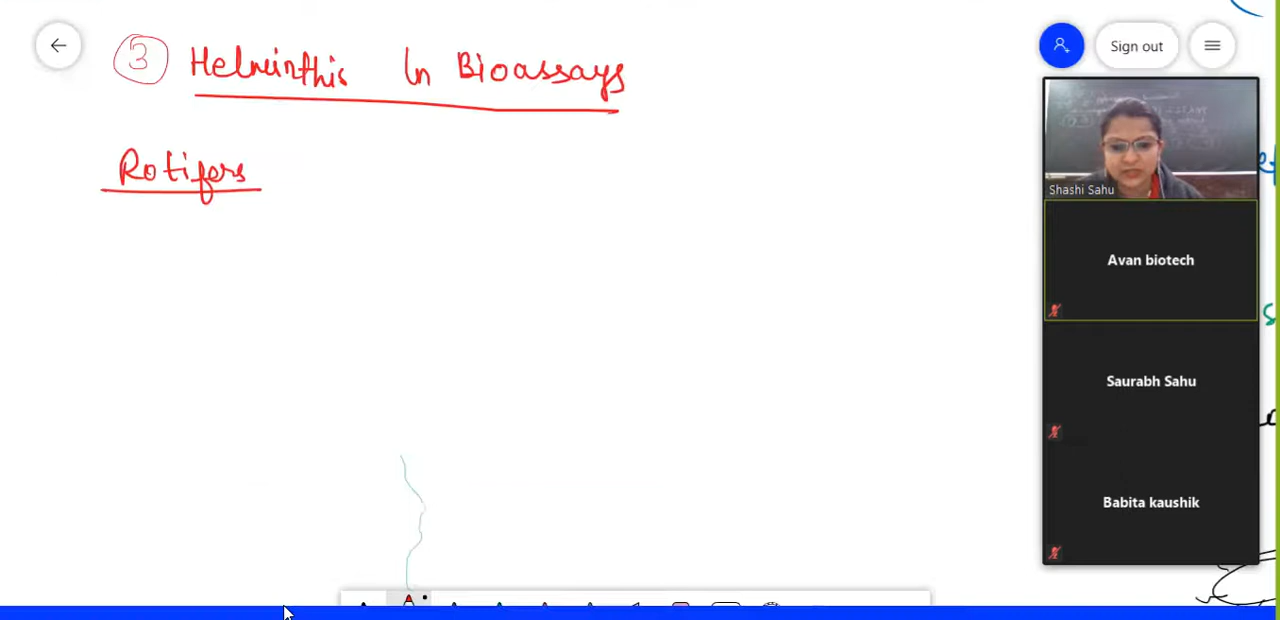 3 Helminthis In Bioassays
Rotifers
Sign out
Shashi Sahu
Avan biotech
Saurabh Sahu
Babita kaushik